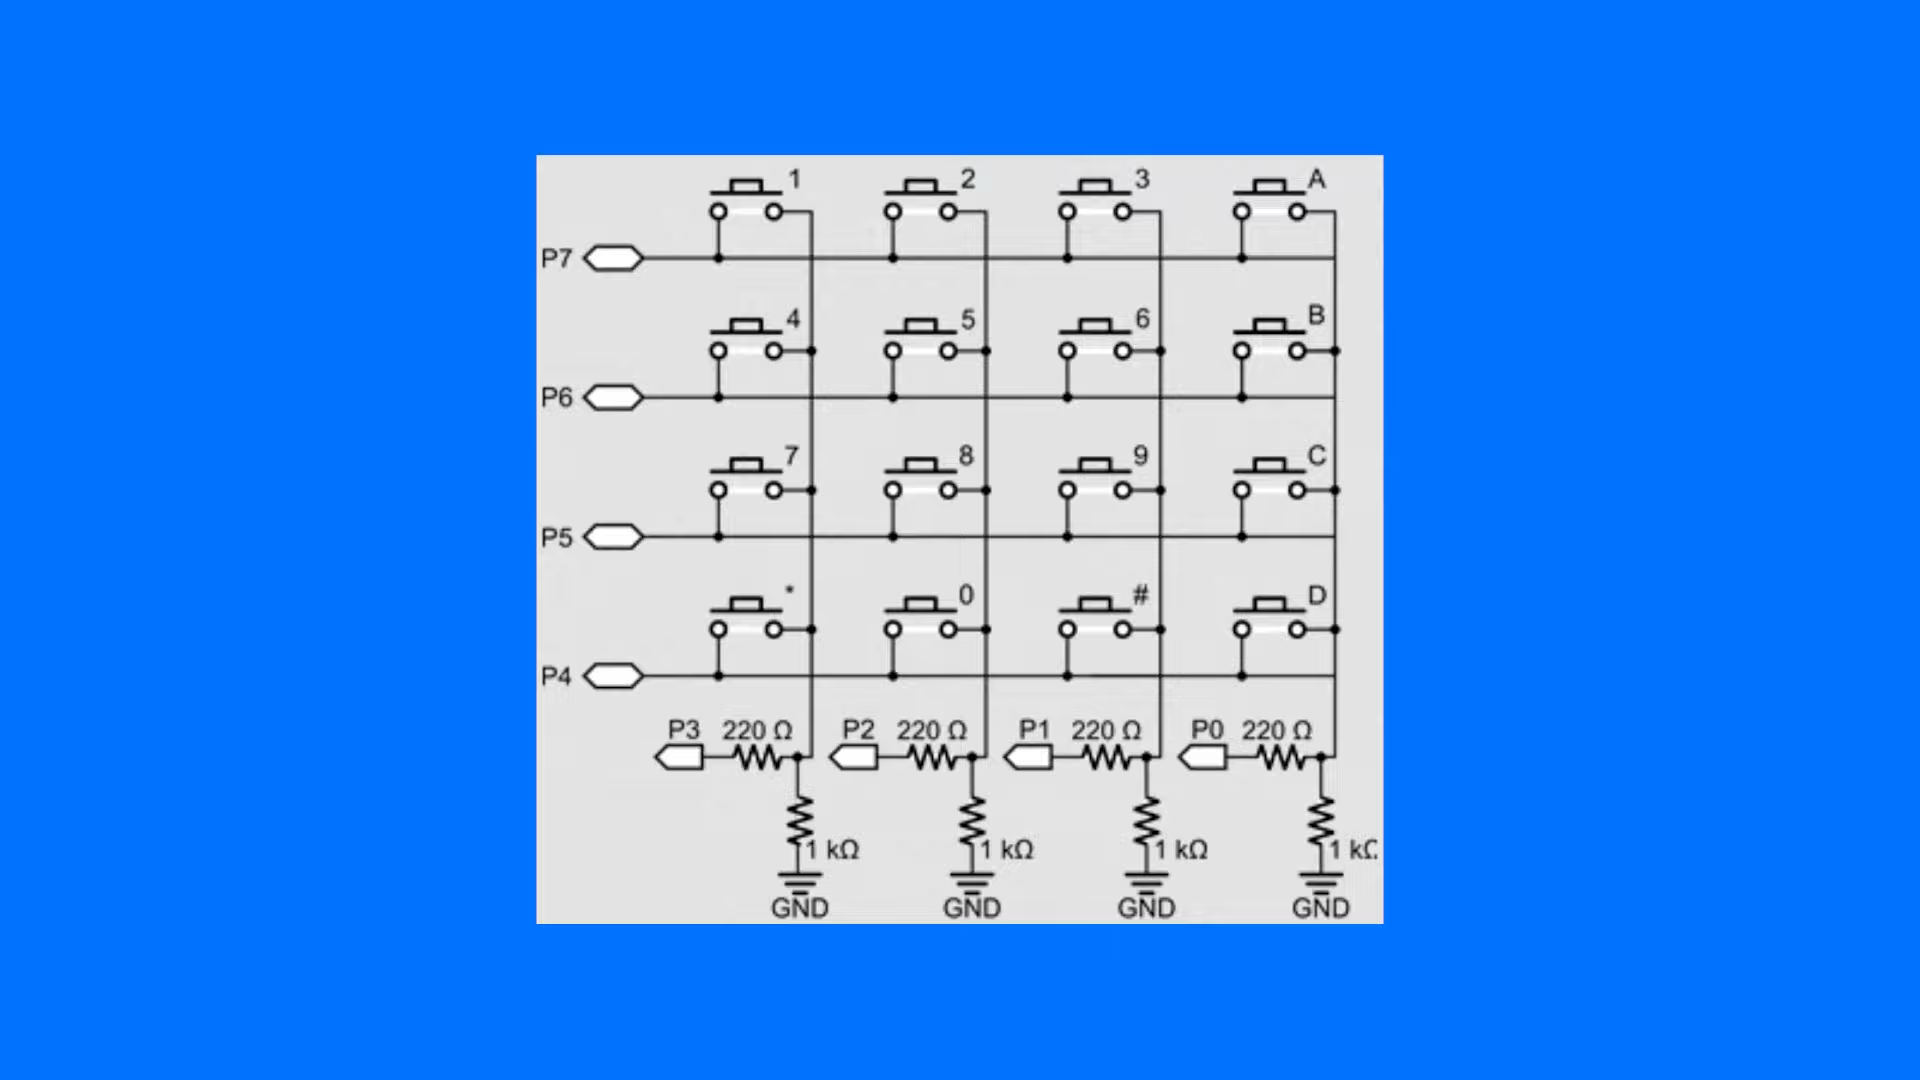 1 2 3 A
P7
4 5 6 B
P6
7 8 9 C
P5
* 0 # D
P4
P3 220 Ω P2 220 Ω P1 220 Ω P0 220 Ω
1 kΩ 1 kΩ 1 kΩ 1 kΩ
GND GND GND GND